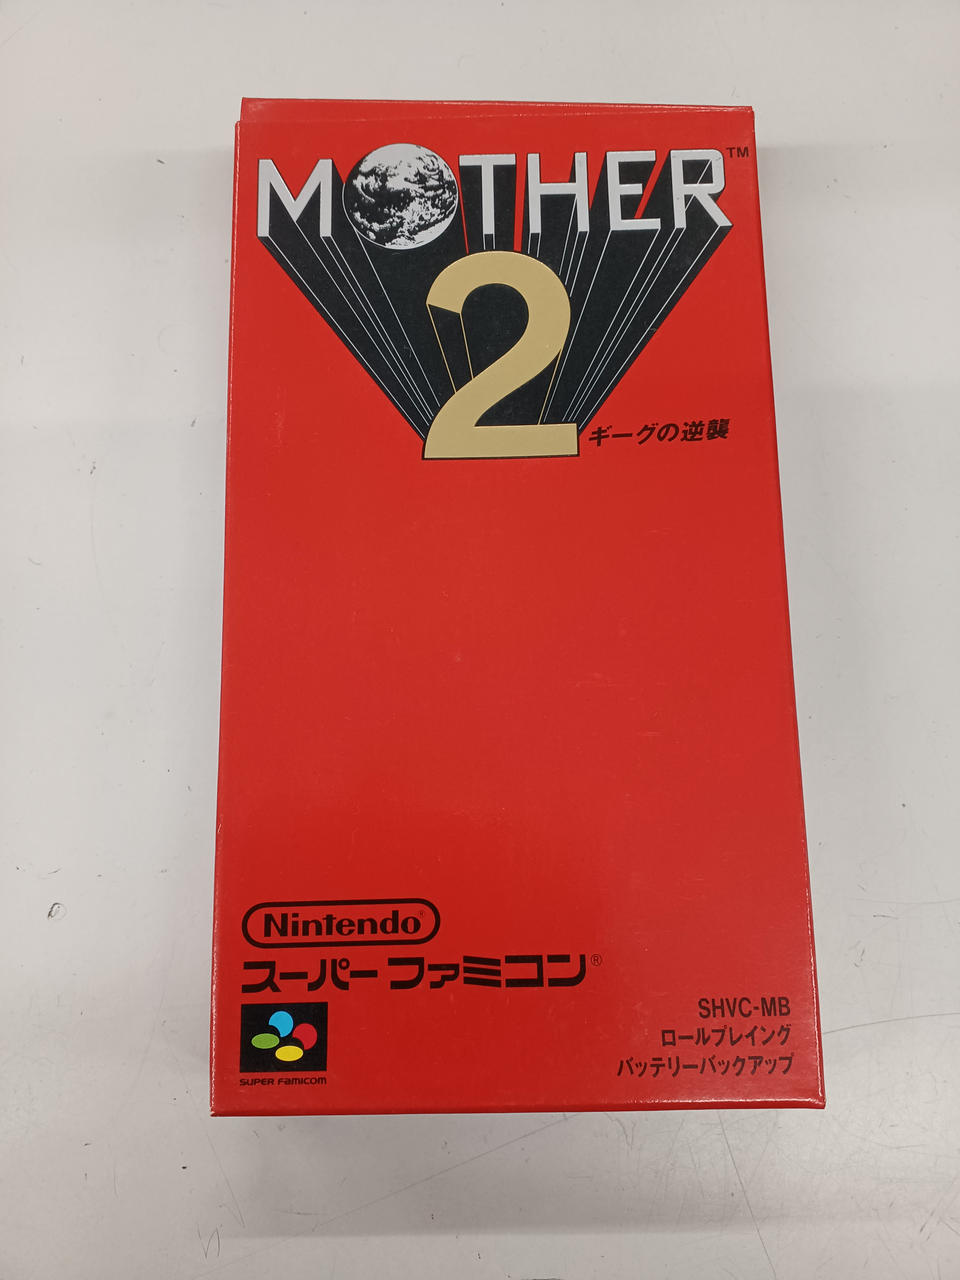 MOTHER™
2
ギーグの逆襲
Nintendo®
スーパーファミコン®
SUPER FAMICOM
SHVC-MB
ロールプレイング
バッテリーバックアップ